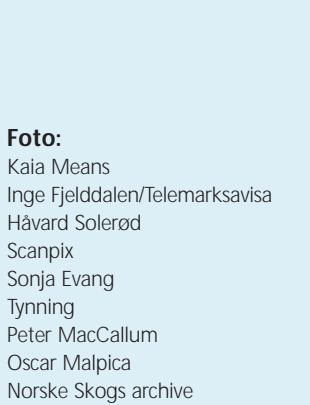 Foto:
Kaia Means
Inge Fjelddalen/Telemarksavisa
Håvard Solerød
Scanpix
Sonja Evang
Tynning
Peter MacCallum
Oscar Malpica
Norske Skogs archive